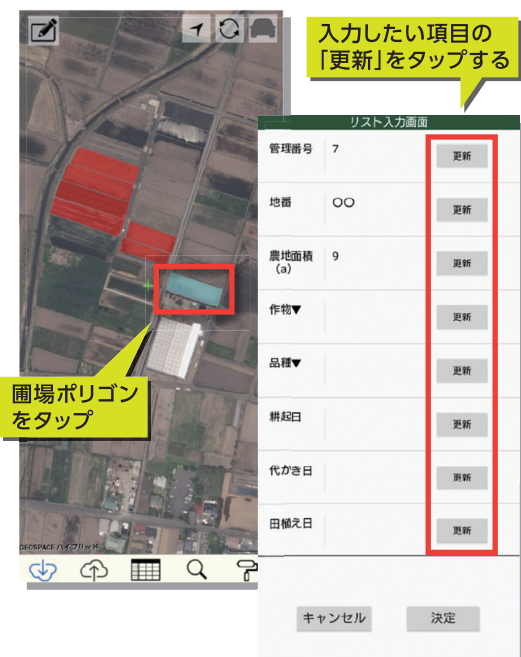 入力したい項目の
「更新」をタップする
リスト入力画面
管理番号 7 更新
地番 〇〇 更新
農地面積
(a) 9 更新
作物▼ 更新
品種▼ 更新
耕起日 更新
代かき日 更新
田植え日 更新
キャンセル 決定
圃場ポリゴン
をタップ
GEOSPACE ハイブリッド